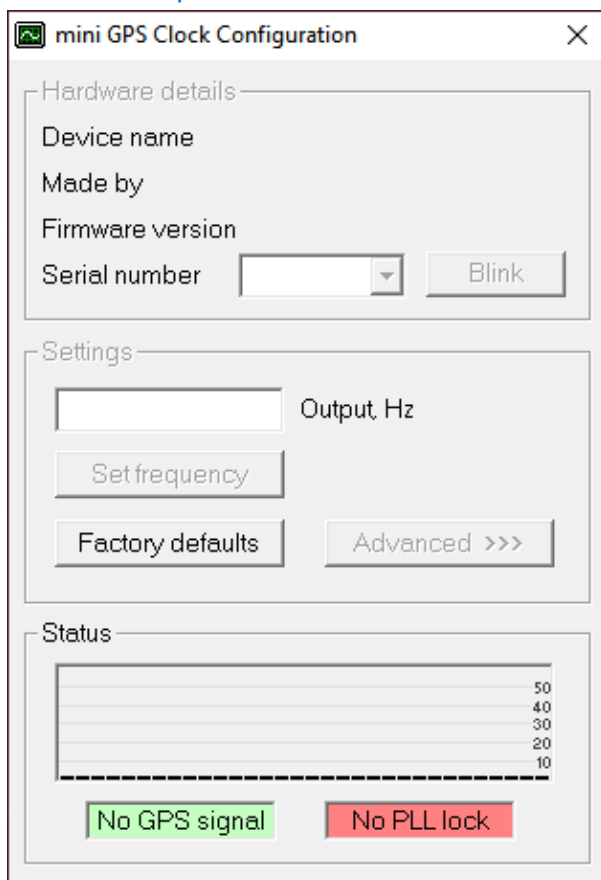 mini GPS Clock Configuration
Hardware details
Device name
Made by
Firmware version
Serial number Blink
Settings
Output, Hz
Set frequency
Factory defaults Advanced >>>
Status
50
40
30
20
10
No GPS signal No PLL lock